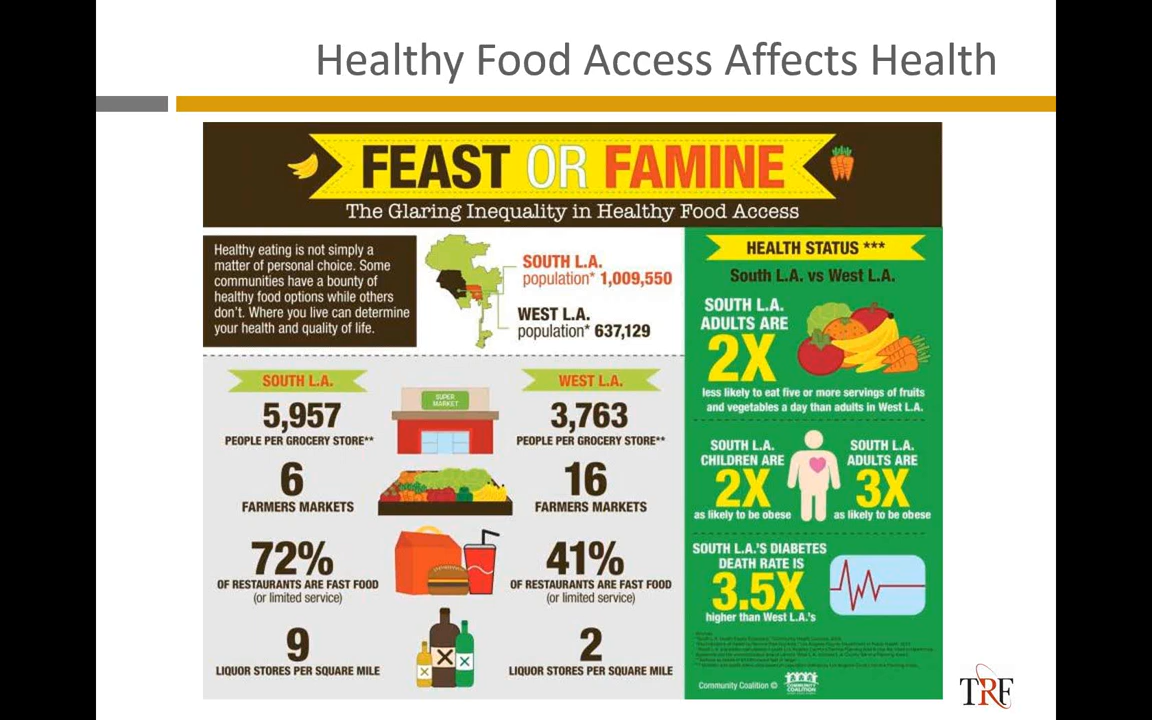 Healthy Food Access Affects Health
FEAST OR FAMINE
The Glaring Inequality in Healthy Food Access
Healthy eating is not simply a
matter of personal choice. Some
communities have a bounty of
healthy food options while others
don't. Where you live can determine
your health and quality of life.
SOUTH L.A.
population* 1,009,550
WEST L.A.
population* 637,129
SOUTH L.A.
5,957
PEOPLE PER GROCERY STORE**
6
FARMERS MARKETS
72%
OF RESTAURANTS ARE FAST FOOD
(or limited service)
9
LIQUOR STORES PER SQUARE MILE
SUPER
MARKET
WEST L.A.
3,763
PEOPLE PER GROCERY STORE**
16
FARMERS MARKETS
41%
OF RESTAURANTS ARE FAST FOOD
(or limited service)
2
LIQUOR STORES PER SQUARE MILE
HEALTH STATUS ***
South L.A. vs West L.A.
SOUTH L.A.
ADULTS ARE
2X
less likely to eat five or more servings of fruits
and vegetables a day than adults in West L.A.
SOUTH L.A.
CHILDREN ARE
2X
as likely to be obese
SOUTH L.A.
ADULTS ARE
3X
as likely to be obese
SOUTH L.A.'S DIABETES
DEATH RATE IS
3.5X
higher than West L.A.'s
Community Coalition ©
COMMUNITY
COALITION
TRF